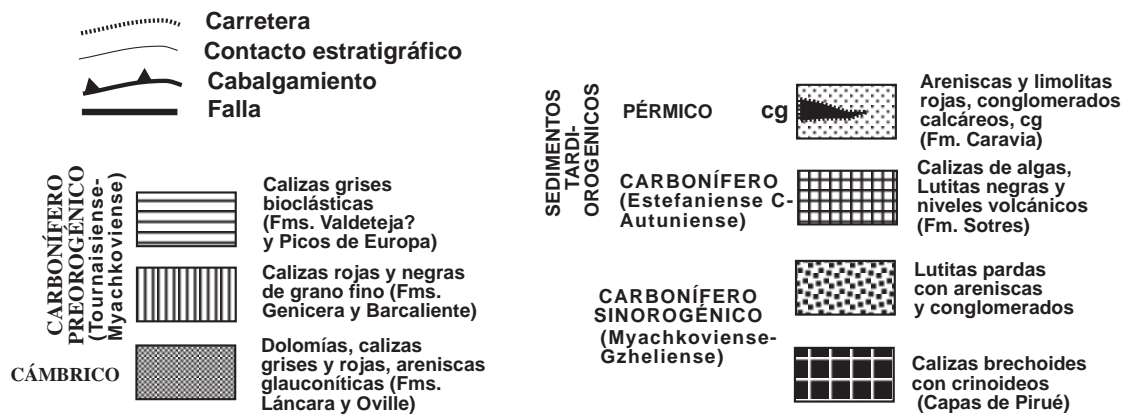 Carretera
Contacto estratigráfico
Cabalgamiento
Falla
CARBONÍFERO
PREOROGÉNICO
(Tournaisiense-
Myachkoviense)
Calizas grises
bioclásticas
(Fms. Valdeteja?
y Picos de Europa)
Calizas rojas y negras
de grano fino (Fms.
Genicera y Barcaliente)
CÁMBRICO
Dolomías, calizas
grises y rojas, areniscas
glauconíticas (Fms.
Láncara y Oville)
SEDIMENTOS
TARDI-
OROGENICOS
PÉRMICO
cg
Areniscas y limolitas
rojas, conglomerados
calcáreos, cg
(Fm. Caravia)
CARBONÍFERO
(Estefaniense C-
Autuniense)
Calizas de algas,
Lutitas negras y
niveles volcánicos
(Fm. Sotres)
CARBONÍFERO
SINOROGÉNICO
(Myachkoviense-
Gzheliense)
Lutitas pardas
con areniscas
y conglomerados
Calizas brechoides
con crinoideos
(Capas de Pirué)